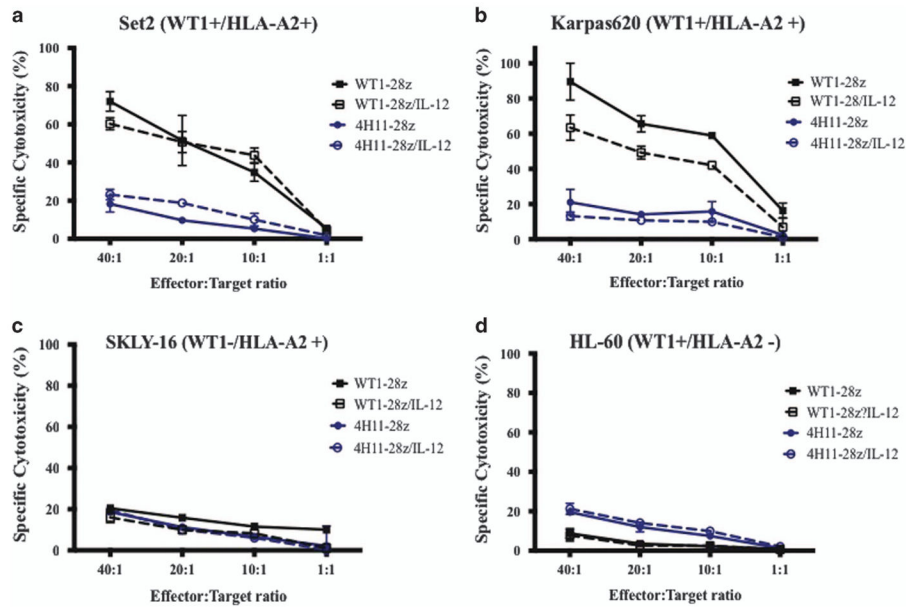 a
Set2 (WT1+/HLA-A2+)
Specific Cytotoxicity (%)
100
80
60
40
20
0
40:1 20:1 10:1 1:1
Effector:Target ratio
WT1-28z
WT1-28z/IL-12
4H11-28z
4H11-28z/IL-12
b
Karpas620 (WT1+/HLA-A2 +)
Specific Cytotoxicity (%)
100
80
60
40
20
0
40:1 20:1 10:1 1:1
Effector:Target ratio
WT1-28z
WT1-28/IL-12
4H11-28z
4H11-28z/IL-12
c
SKLY-16 (WT1-/HLA-A2 +)
Specific Cytotoxicity (%)
100
80
60
40
20
0
40:1 20:1 10:1 1:1
Effector:Target ratio
WT1-28z
WT1-28z/IL-12
4H11-28z
4H11-28z/IL-12
d
HL-60 (WT1+/HLA-A2 -)
Specific Cytotoxicity (%)
100
80
60
40
20
0
40:1 20:1 10:1 1:1
Effector:Target ratio
WT1-28z
WT1-28z?IL-12
4H11-28z
4H11-28z/IL-12